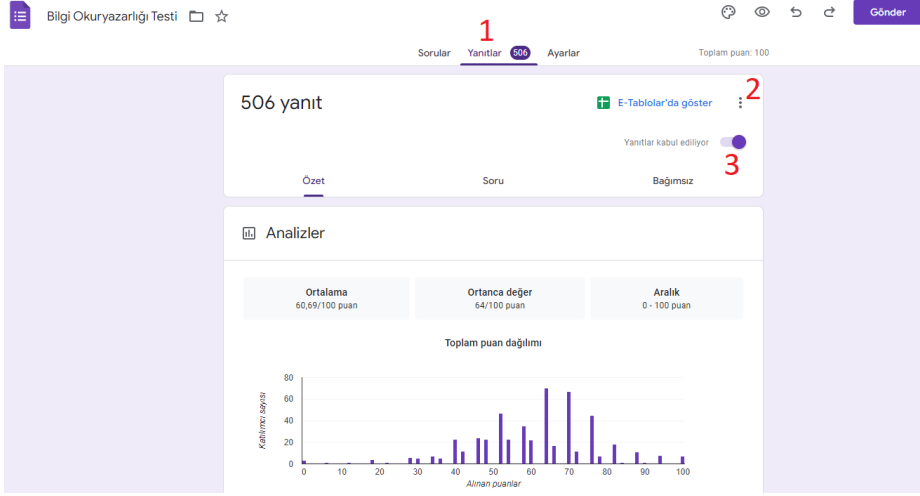 Bilgi Okuryazarlığı Testi
Gönder
1
Sorular Yanıtlar 506 Ayarlar
Toplam puan: 100
506 yanıt
E-Tablolar'da göster
2
Yanıtlar kabul ediliyor
3
Özet Soru Bağımsız
Analizler
Ortalama
60,69/100 puan
Ortanca değer
64/100 puan
Aralık
0 - 100 puan
Toplam puan dağılımı
Katılımcı sayısı
80
60
40
20
0
0 10 20 30 40 50 60 70 80 90 100
Alınan puanlar